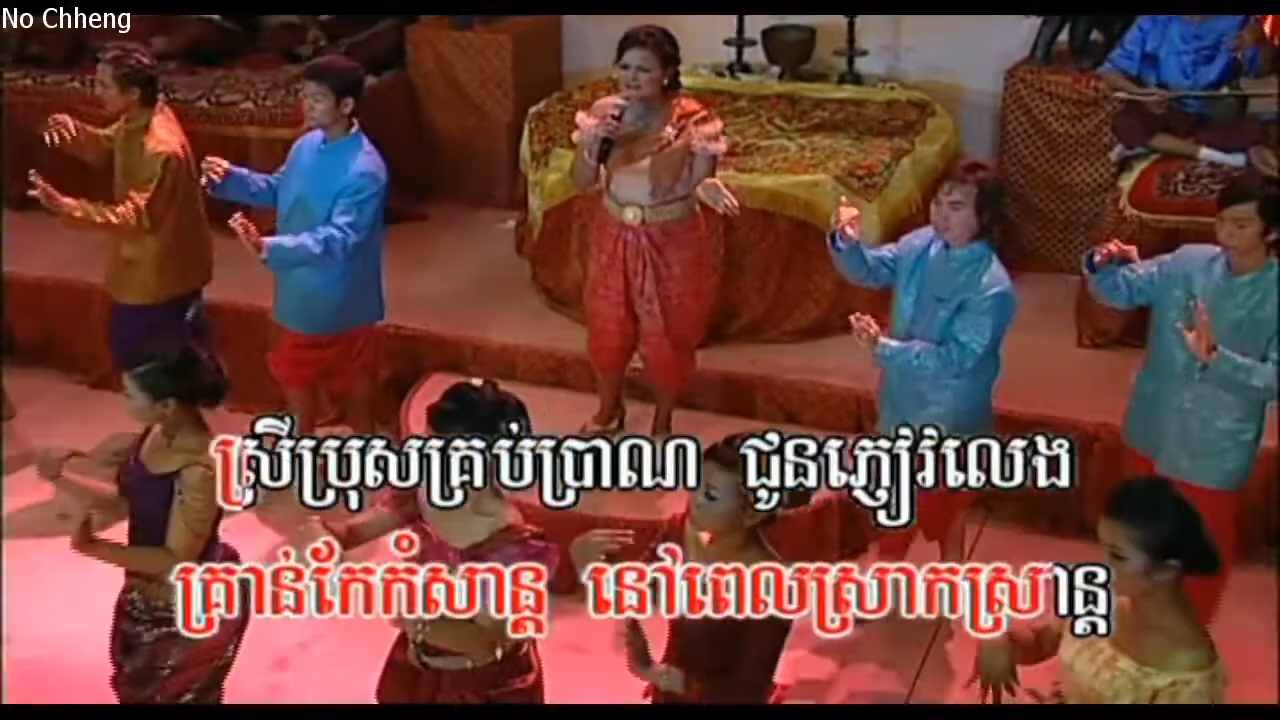 No Chheng
ស្រីប្រុសគ្រប់ប្រាណ ជូនភ្ញៀវរំលេង
គ្រាន់កែកំសាន្ត នៅពេលស្រាកស្រាន្ត